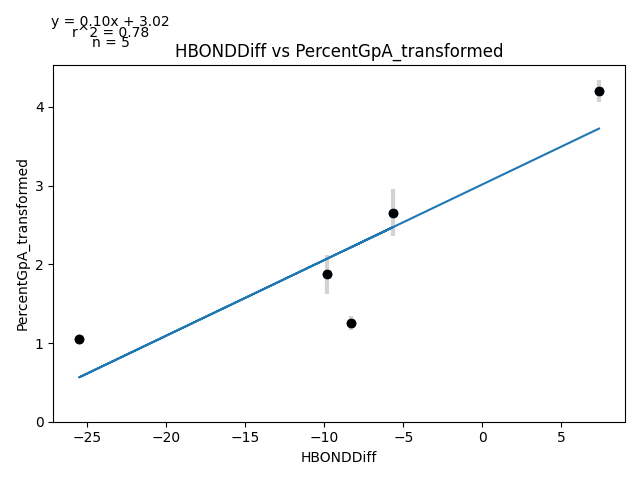 y = 0.10x + 3.02
r^2 = 0.78
n = 5
HBONDDiff vs PercentGpA_transformed
PercentGpA_transformed
4
3
2
1
0
−25
−20
−15
−10
−5
0
5
HBONDDiff